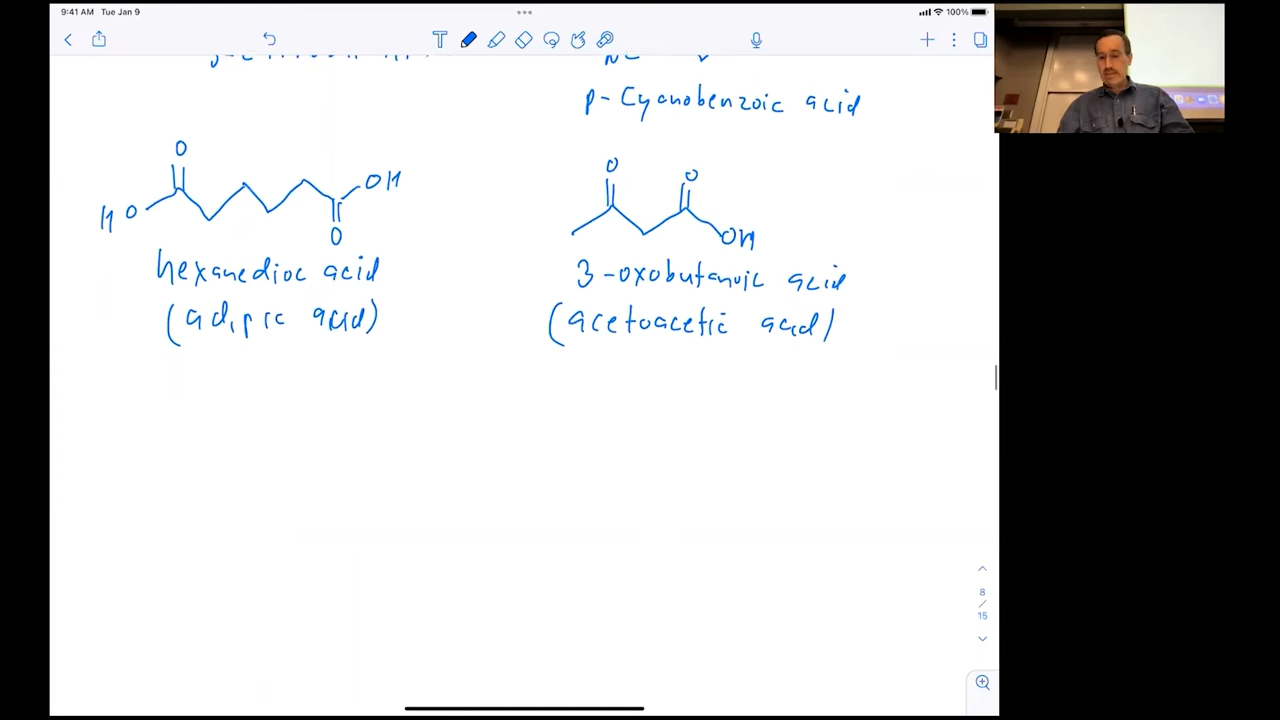 9:41 AM Tue Jan 9
100%
T
p-Cyanobenzoic acid
O
HO
OH
O
hexanedioc acid
(adipic acid)
O
O
OH
3-oxobutanoic acid
(acetoacetic acid)
8
/
15